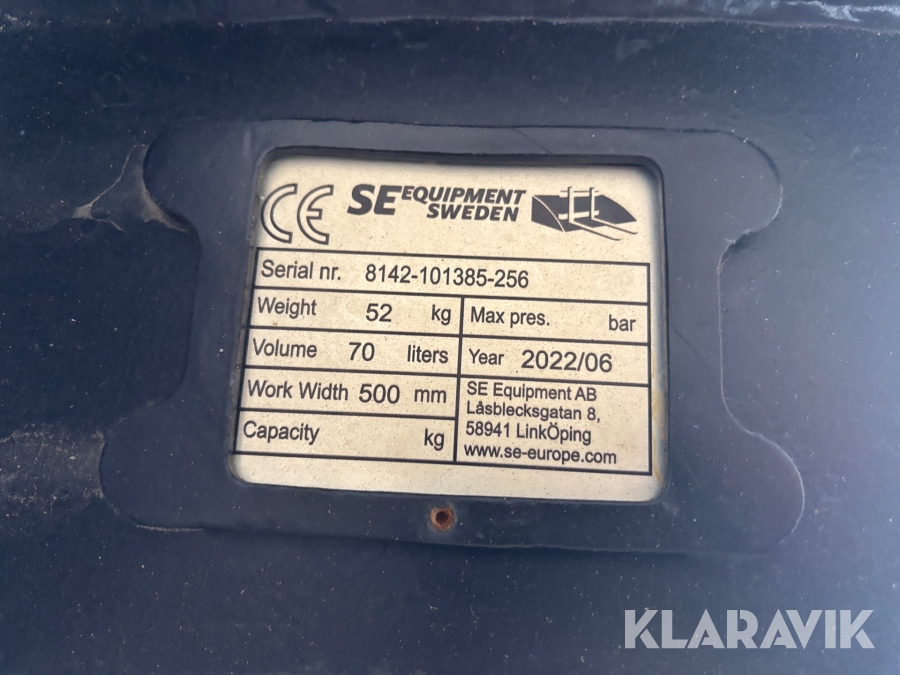 CE SE EQUIPMENT
SWEDEN
Serial nr. 8142-101385-256
Weight 52 kg Max pres. bar
Volume 70 liters Year 2022/06
Work Width 500 mm SE Equipment AB
Låsblecksgatan 8,
58941 LinkÖping
www.se-europe.com
Capacity kg
KLARAVIK